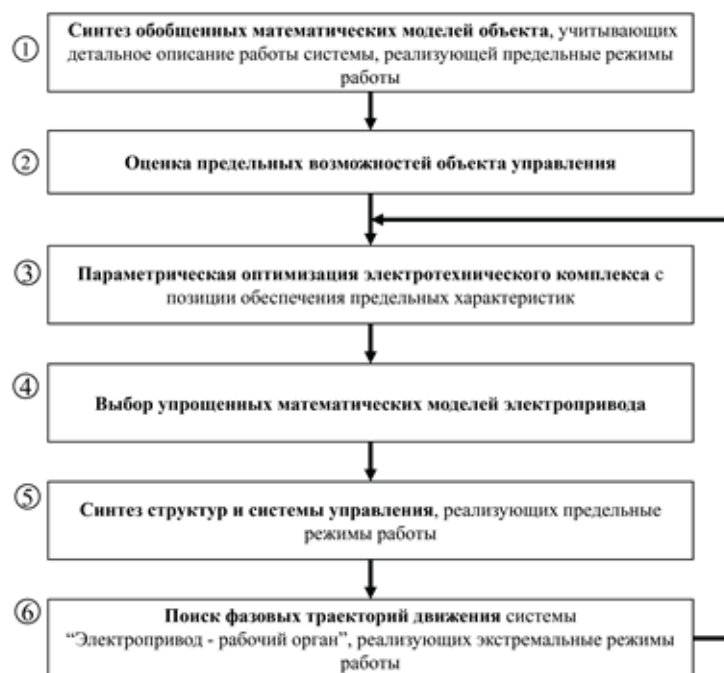 ① Синтез обобщенных математических моделей объекта, учитывающих
детальное описание работы системы, реализующей предельные режимы
работы
② Оценка предельных возможностей объекта управления
③ Параметрическая оптимизация электротехнического комплекса с
позиции обеспечения предельных характеристик
④ Выбор упрощенных математических моделей электропривода
⑤ Синтез структур и системы управления, реализующих предельные
режимы работы
⑥ Поиск фазовых траекторий движения системы
“Электропривод - рабочий орган”, реализующих экстремальные режимы
работы